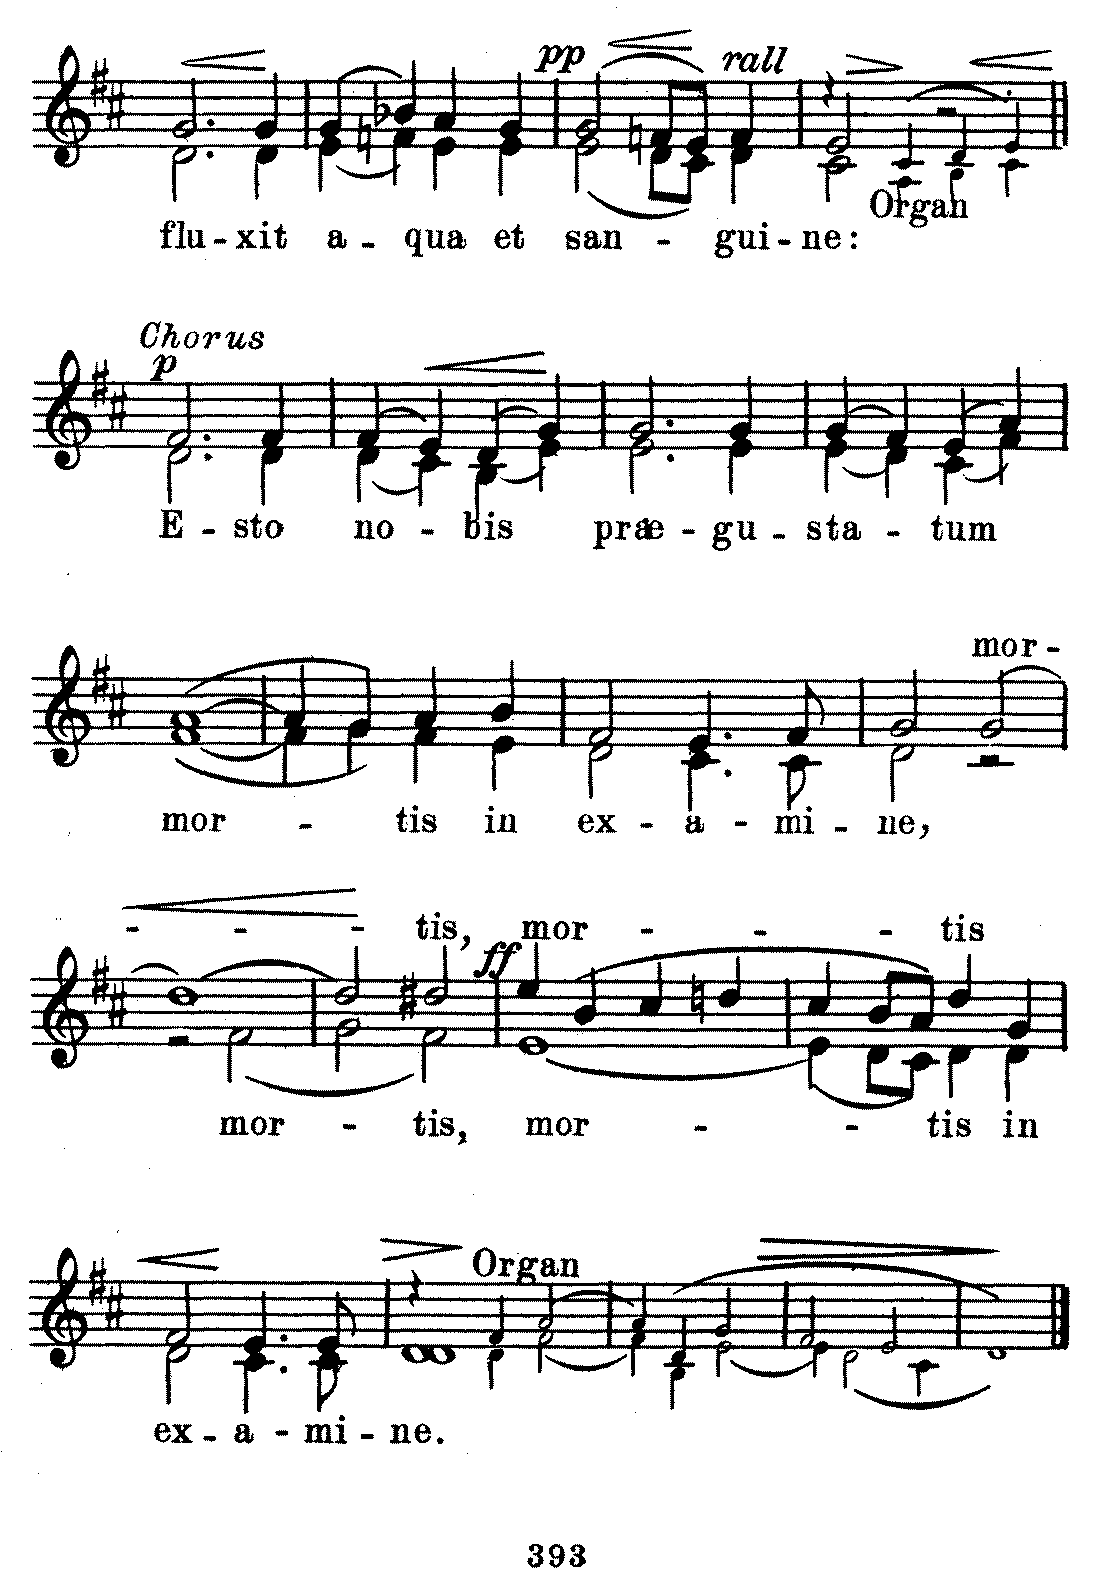 pp rall
Organ
flu - xit a - qua et san - gui - ne:
Chorus
p
E - sto no - bis præ - gu - sta - tum
mor -
mor - tis in ex - a - mi - ne,
- - - tis, mor - - - tis
ff
mor - tis, mor - - tis in
Organ
ex - a - mi - ne.
393